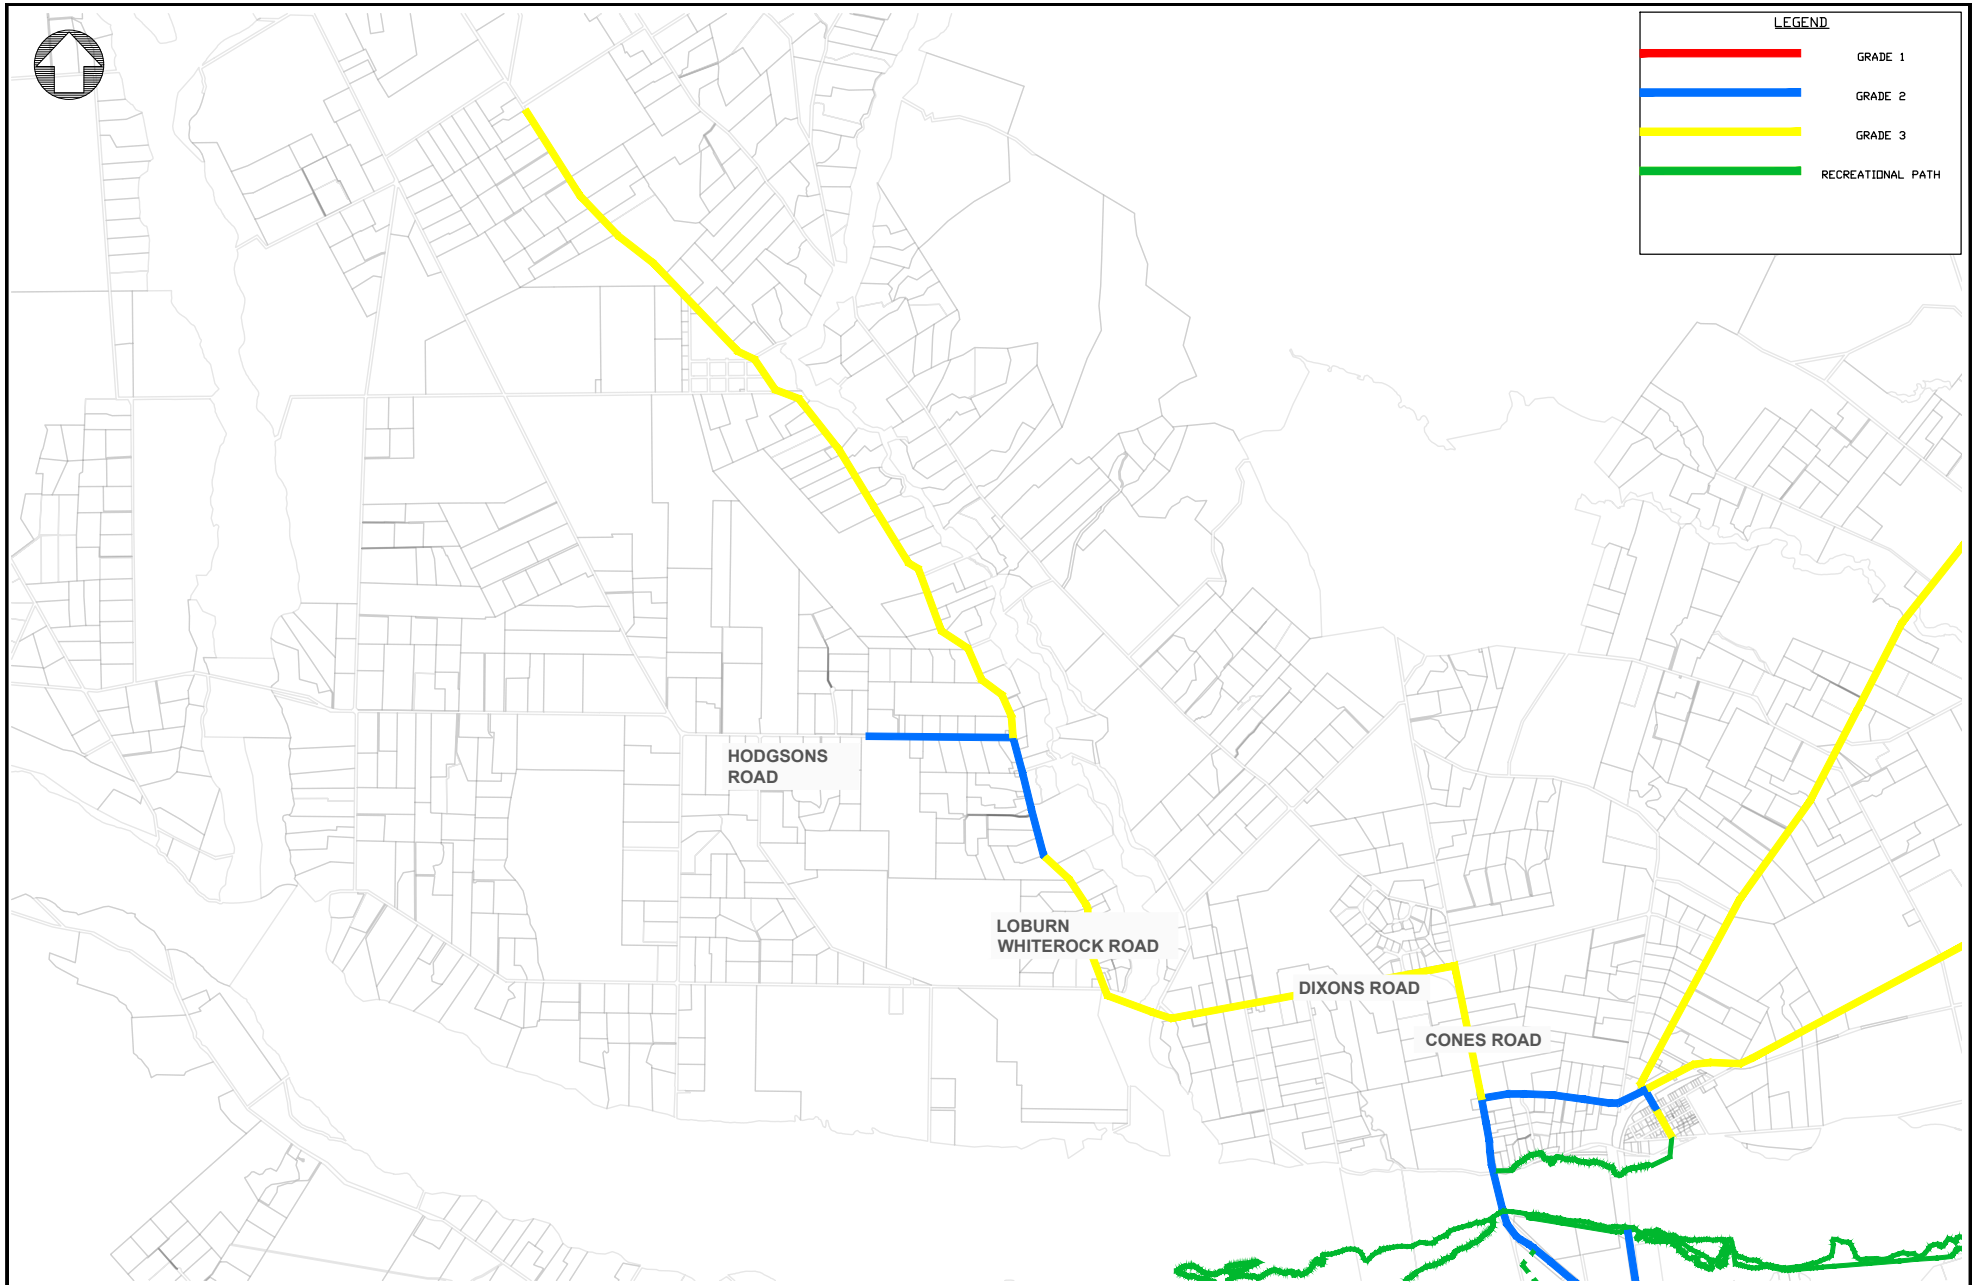 LEGEND
GRADE 1
GRADE 2
GRADE 3
RECREATIONAL PATH
HODGSONS
ROAD
LOBURN
WHITEROCK ROAD
DIXONS ROAD
CONES ROAD